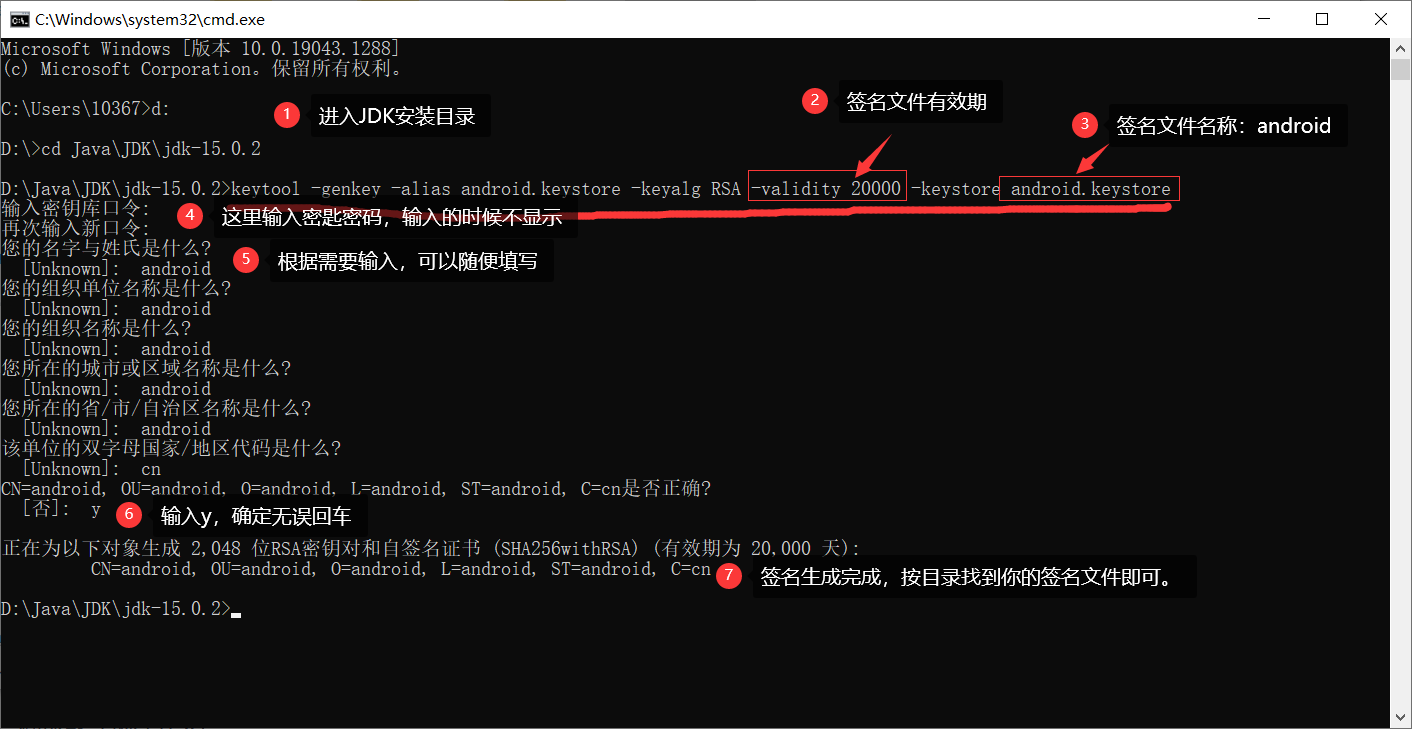 C:\Windows\system32\cmd.exe
Microsoft Windows [版本 10.0.19043.1288]
(c) Microsoft Corporation。保留所有权利。
C:\Users\10367>d:
1 进入JDK安装目录
2 签名文件有效期
3 签名文件名称：android
D:\>cd Java\JDK\jdk-15.0.2
D:\Java\JDK\jdk-15.0.2>keytool -genkey -alias android.keystore -keyalg RSA -validity 20000 -keystore android.keystore
输入密钥库口令:
4 这里输入密匙密码，输入的时候不显示
再次输入新口令:
您的名字与姓氏是什么?
5 根据需要输入，可以随便填写
[Unknown]:  android
您的组织单位名称是什么?
[Unknown]:  android
您的组织名称是什么?
[Unknown]:  android
您所在的城市或区域名称是什么?
[Unknown]:  android
您所在的省/市/自治区名称是什么?
[Unknown]:  android
该单位的双字母国家/地区代码是什么?
[Unknown]:  cn
CN=android, OU=android, O=android, L=android, ST=android, C=cn是否正确?
[否]:  y
6 输入y，确定无误回车
正在为以下对象生成 2,048 位RSA密钥对和自签名证书 (SHA256withRSA) (有效期为 20,000 天):
CN=android, OU=android, O=android, L=android, ST=android, C=cn
7 签名生成完成，按目录找到你的签名文件即可。
D:\Java\JDK\jdk-15.0.2>